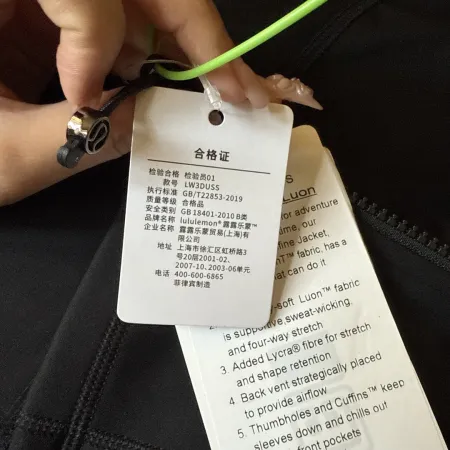 合格证
检验合格 检验员01
款号 LW3DUSS
执行标准 GB/T22853-2019
质量等级 合格品
安全类别 GB 18401-2010 B类
品牌名称 lululemon® 露露乐蒙™
企业名称 露露乐蒙贸易(上海)有
限公司
地址 上海市徐汇区虹桥路3
号20层2001-02、
2007-10,2003-06单元
电话 400-600-6865
菲律宾制造
S
Luon
for adventure
our
fine Jacket,
T™ fabric, has
t can do it
-soft Luon™ fabric
is supportive, sweat-wicking,
and four-way stretch
3. Added Lycra® fibre for stretch
and shape retention
4. Back vent strategically placed
to provide airflow
5. Thumbholes and Cuffins™ keep
sleeves down and chills out
front pockets